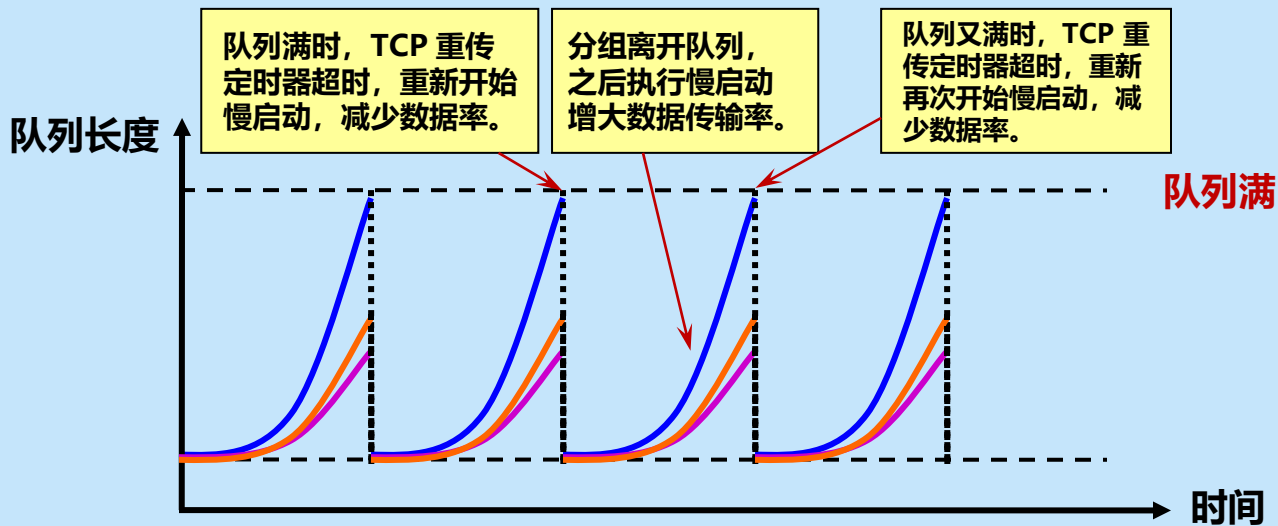 队列满时，TCP 重传
定时器超时，重新开始
慢启动，减少数据率。
分组离开队列，
之后执行慢启动
增大数据传输率。
队列又满时，TCP 重
传定时器超时，重新
再次开始慢启动，减
少数据率。
队列长度
队列满
时间